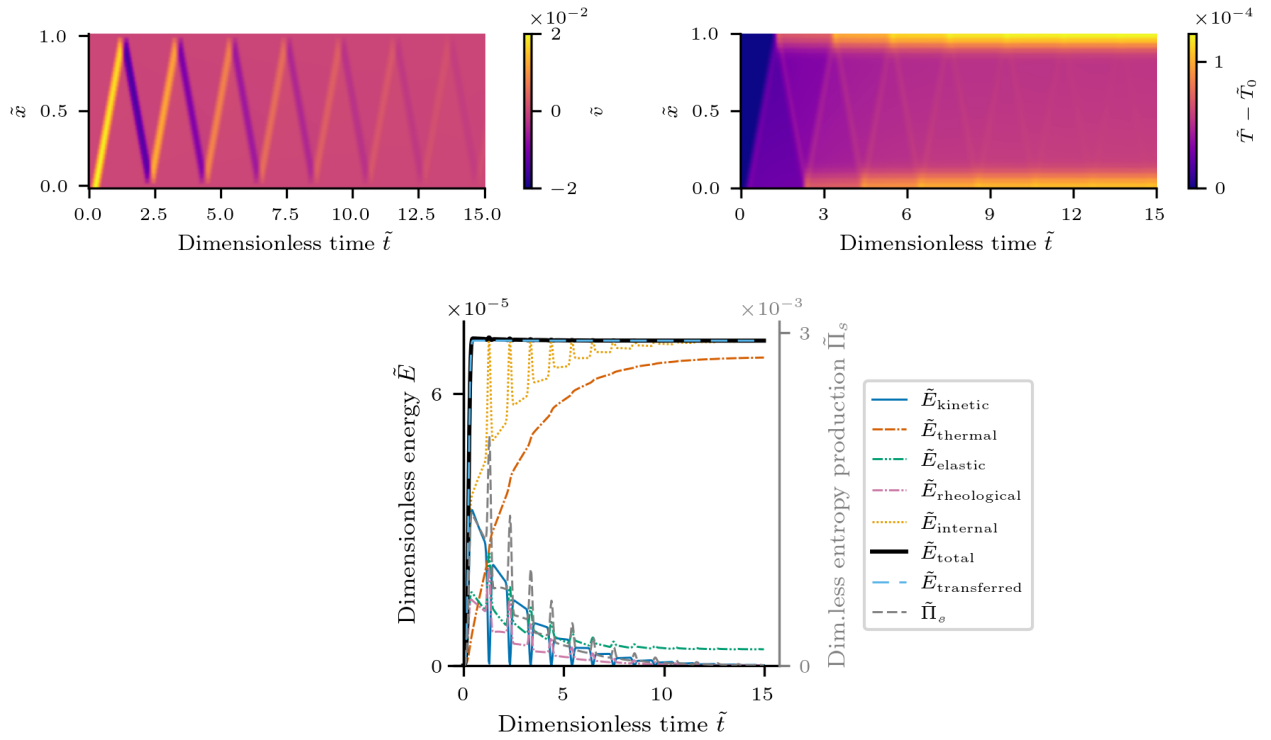 ×10⁻²
2
0
−2
ṽ
1.0
0.5
0.0
x̃
0.0 2.5 5.0 7.5 10.0 12.5 15.0
Dimensionless time t̃
×10⁻⁴
1
0
T̃ − T̃₀
1.0
0.5
0.0
x̃
0 3 6 9 12 15
Dimensionless time t̃
×10⁻⁵
×10⁻³
6
0
Dimensionless energy Ẽ
3
0
Dim.less entropy production Π̃ₛ
0 5 10 15
Dimensionless time t̃
Ẽkinetic
Ẽthermal
Ẽelastic
Ẽrheological
Ẽinternal
Ẽtotal
Ẽtransferred
Π̃ₛ